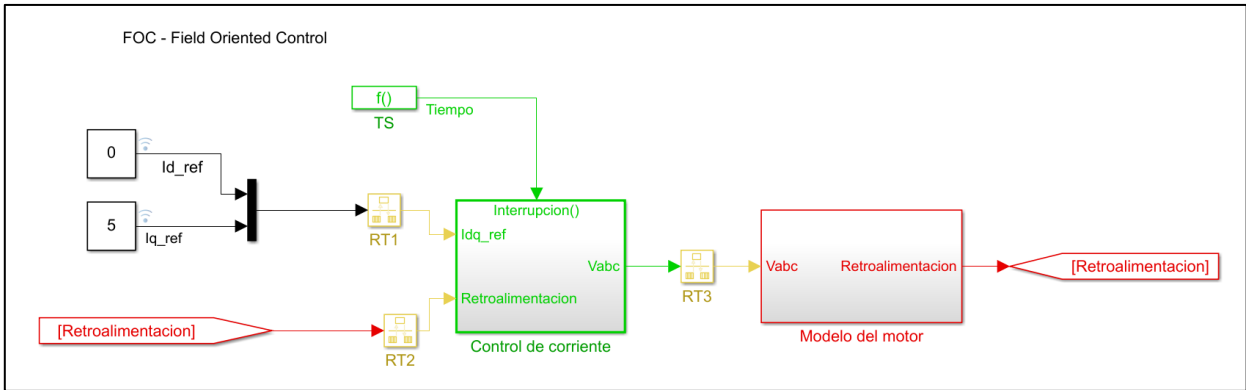 FOC - Field Oriented Control
f()
Tiempo
TS
0
Id_ref
5
Iq_ref
RT1
Interrupcion()
Idq_ref
Vabc
Retroalimentacion
Control de corriente
RT3
Vabc
Retroalimentacion
Modelo del motor
[Retroalimentacion]
[Retroalimentacion]
RT2